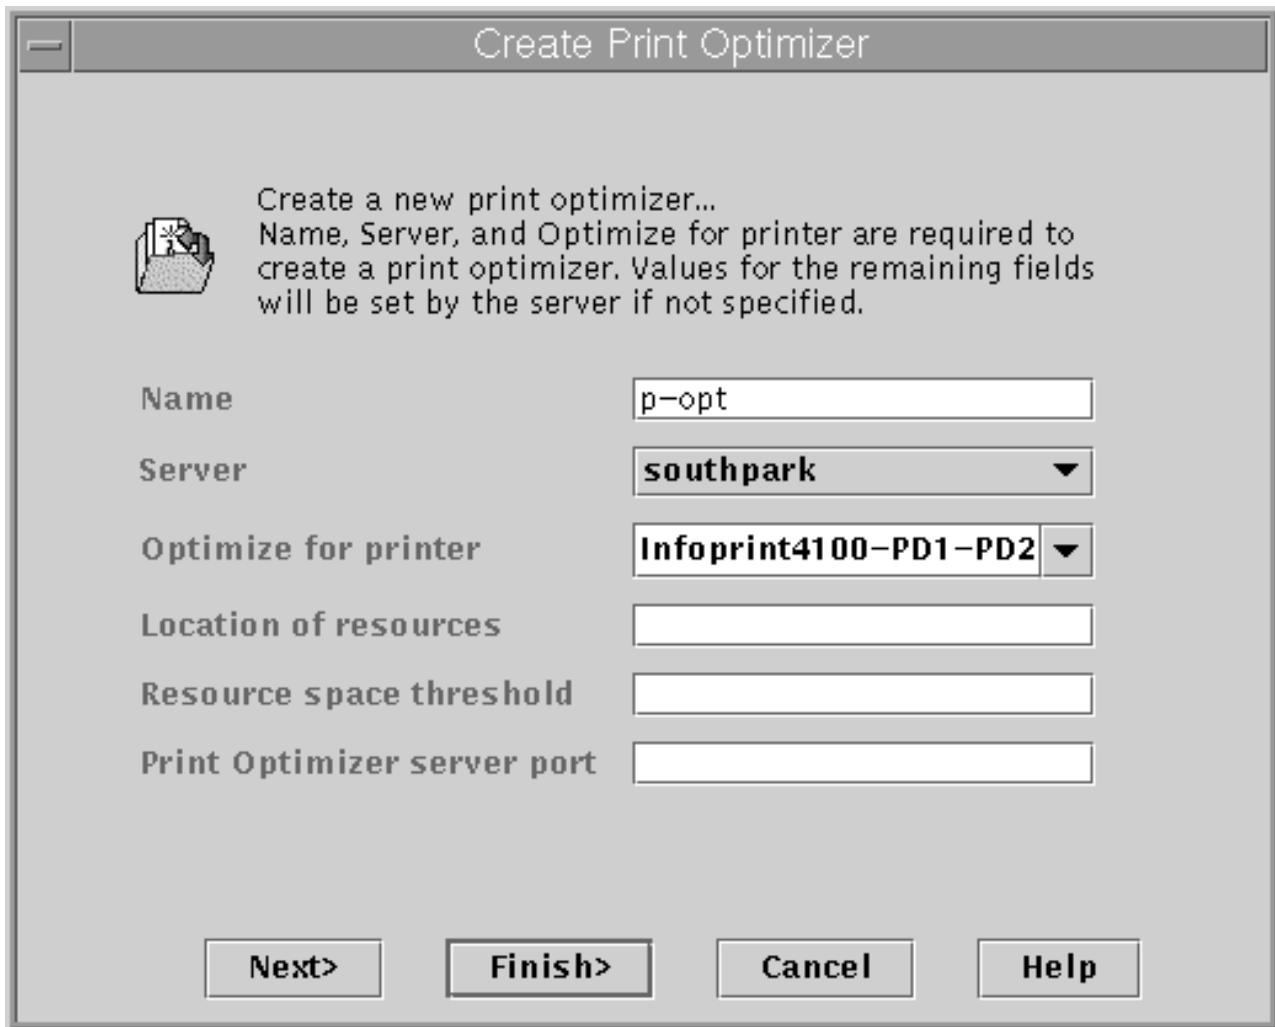 Create Print Optimizer
Create a new print optimizer...
Name, Server, and Optimize for printer are required to
create a print optimizer. Values for the remaining fields
will be set by the server if not specified.
Name p-opt
Server southpark
Optimize for printer Infoprint4100-PD1-PD2
Location of resources
Resource space threshold
Print Optimizer server port
Next> Finish> Cancel Help